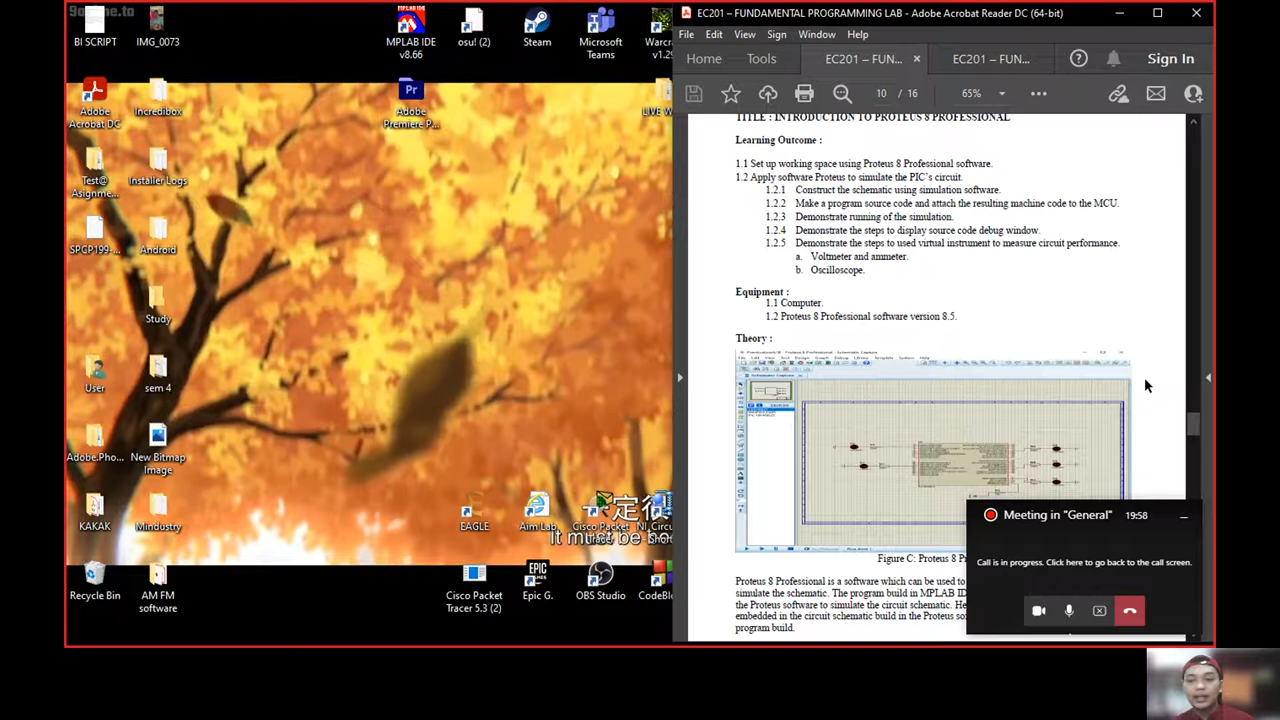 9anime.to
BI SCRIPT
IMG_0073
MPLAB IDE
v8.66
osu! (2)
Steam
Microsoft
Teams
Warcr
v1.29
Adobe
Acrobat DC
Incredibox
Adobe
Premiere P...
LIVE W
Test@
Asignme...
Installer Logs
SPGP199-...
Android
Study
User
sem 4
Adobe.Pho...
New Bitmap
Image
KAKAK
Mindustry
EAGLE
Aim Lab
Cisco Packet
Tracer
定得
It must be
Recycle Bin
AM FM
software
Cisco Packet
Tracer 5.3 (2)
Epic G.
OBS Studio
CodeBlo
EC201 – FUNDAMENTAL PROGRAMMING LAB - Adobe Acrobat Reader DC (64-bit)
File Edit View Sign Window Help
Home Tools EC201 – FUN... × EC201 – FUN... Sign In
10 / 16 65%
TITLE : INTRODUCTION TO PROTEUS 8 PROFESSIONAL
Learning Outcome :
1.1 Set up working space using Proteus 8 Professional software.
1.2 Apply software Proteus to simulate the PIC's circuit.
1.2.1 Construct the schematic using simulation software.
1.2.2 Make a program source code and attach the resulting machine code to the MCU.
1.2.3 Demonstrate running of the simulation.
1.2.4 Demonstrate the steps to display source code debug window.
1.2.5 Demonstrate the steps to used virtual instrument to measure circuit performance.
a. Voltmeter and ammeter.
b. Oscilloscope.
Equipment :
1.1 Computer.
1.2 Proteus 8 Professional software version 8.5.
Theory :
Figure C: Proteus 8 P
Proteus 8 Professional is a software which can be used to
simulate the schematic. The program build in MPLAB ID
the Proteus software to simulate the circuit schematic. He
embedded in the circuit schematic build in the Proteus so
program build.
Meeting in "General" 19:58
Call is in progress. Click here to go back to the call screen.